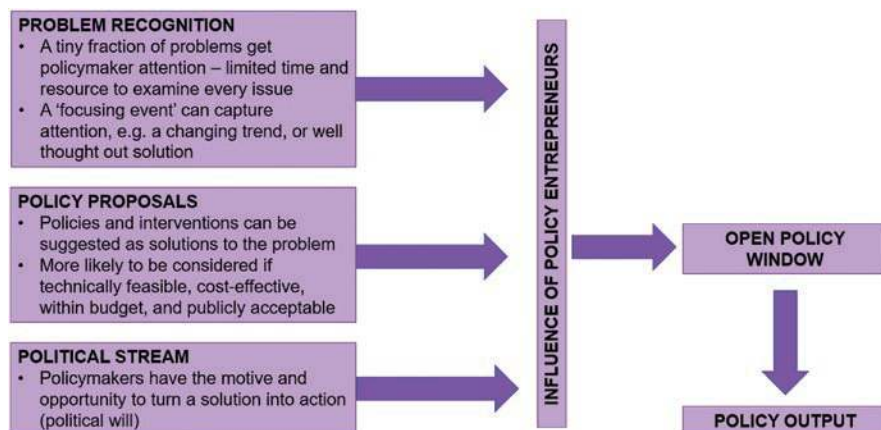 PROBLEM RECOGNITION
• A tiny fraction of problems get
policymaker attention – limited time and
resource to examine every issue
• A ‘focusing event’ can capture
attention, e.g. a changing trend, or well
thought out solution
POLICY PROPOSALS
• Policies and interventions can be
suggested as solutions to the problem
• More likely to be considered if
technically feasible, cost-effective,
within budget, and publicly acceptable
POLITICAL STREAM
• Policymakers have the motive and
opportunity to turn a solution into action
(political will)
INFLUENCE OF POLICY ENTREPRENEURS
OPEN POLICY
WINDOW
POLICY OUTPUT